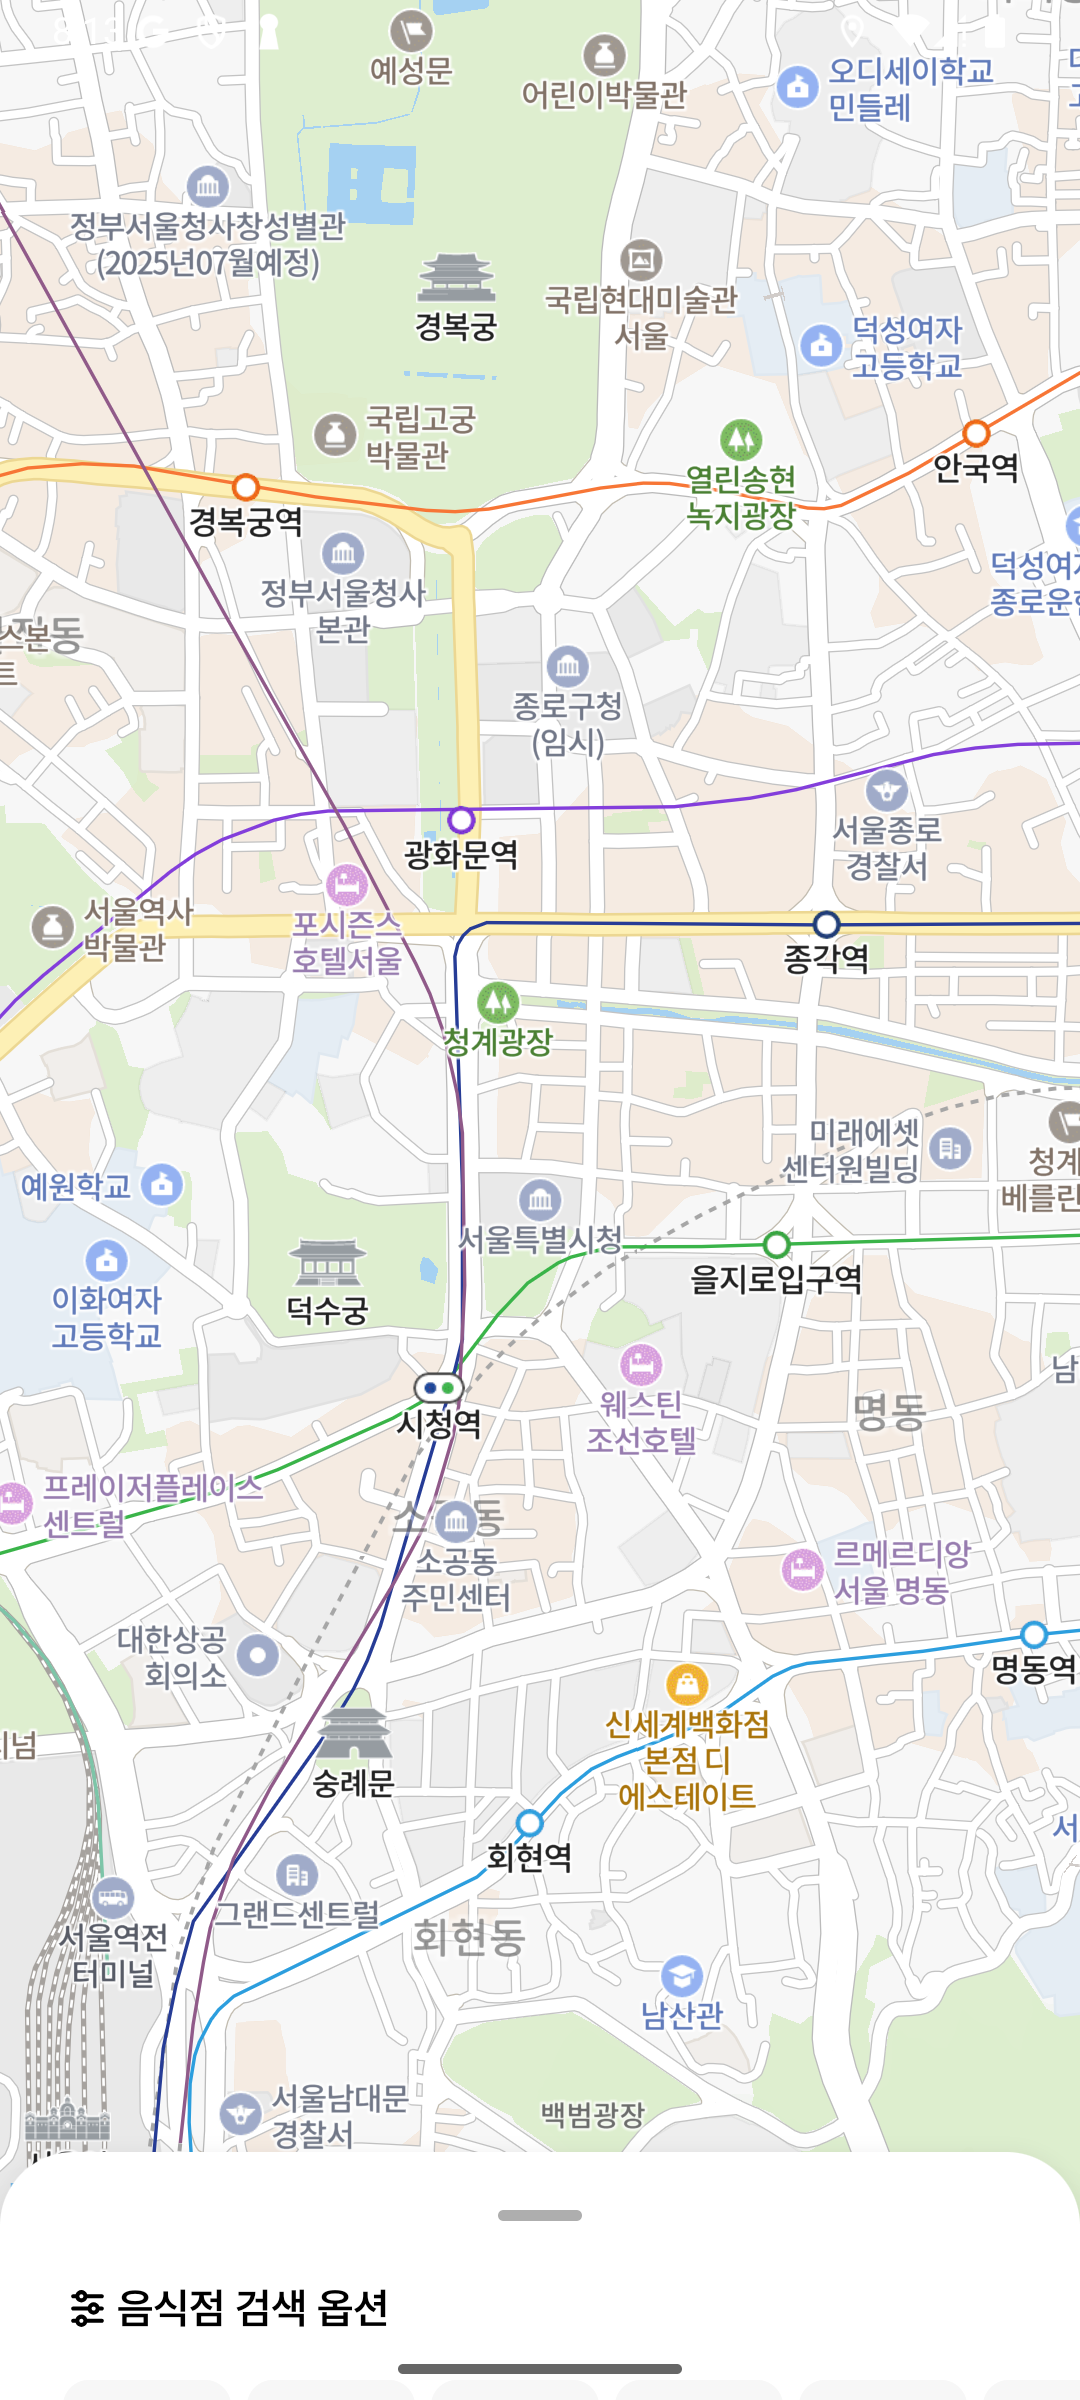 예성문
어린이박물관
오디세이학교
민들레
정부서울청사창성별관
(2025년07월예정)
경복궁
국립현대미술관
서울
덕성여자
고등학교
국립고궁
박물관
열린송현
녹지광장
안국역
경복궁역
정부서울청사
본관
덕성여자
종로운현
종로구청
(임시)
서울종로
경찰서
광화문역
포시즌스
호텔서울
서울역사
박물관
종각역
청계광장
미래에셋
센터원빌딩
청계
베를린
예원학교
서울특별시청
을지로입구역
이화여자
고등학교
덕수궁
웨스틴
조선호텔
명동
남
시청역
프레이저플레이스
센트럴
소공동
주민센터
르메르디앙
서울 명동
대한상공
회의소
명동역
신세계백화점
본점 디
에스테이트
숭례문
회현역
그랜드센트럴
회현동
서울역전
터미널
남산관
서울남대문
경찰서
백범광장
음식점 검색 옵션